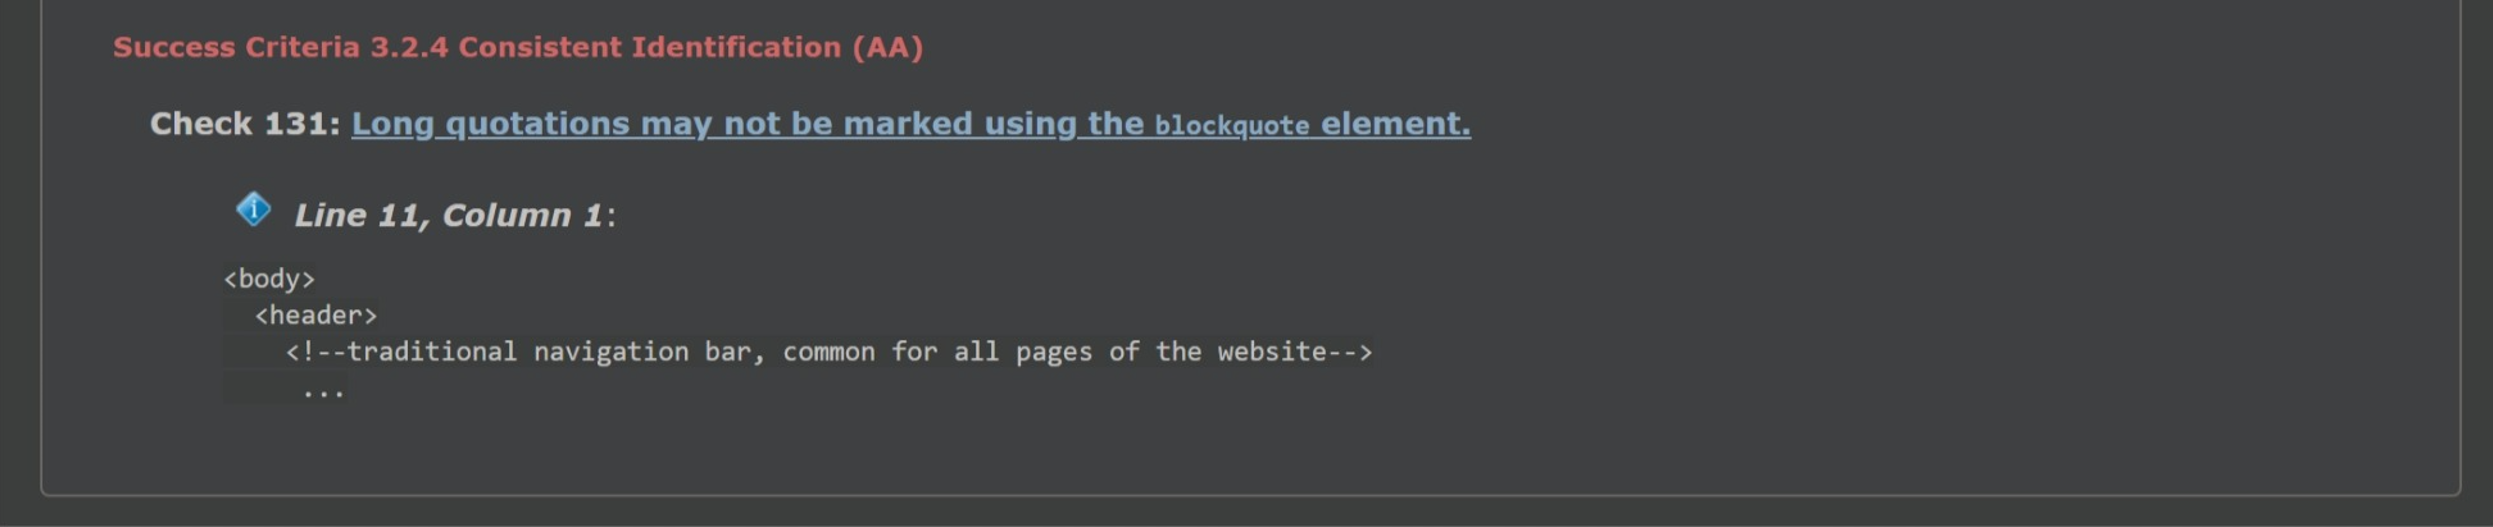 Success Criteria 3.2.4 Consistent Identification (AA)
Check 131: Long quotations may not be marked using the blockquote element.
Line 11, Column 1:
<body>
<header>
<!--traditional navigation bar, common for all pages of the website-->
...